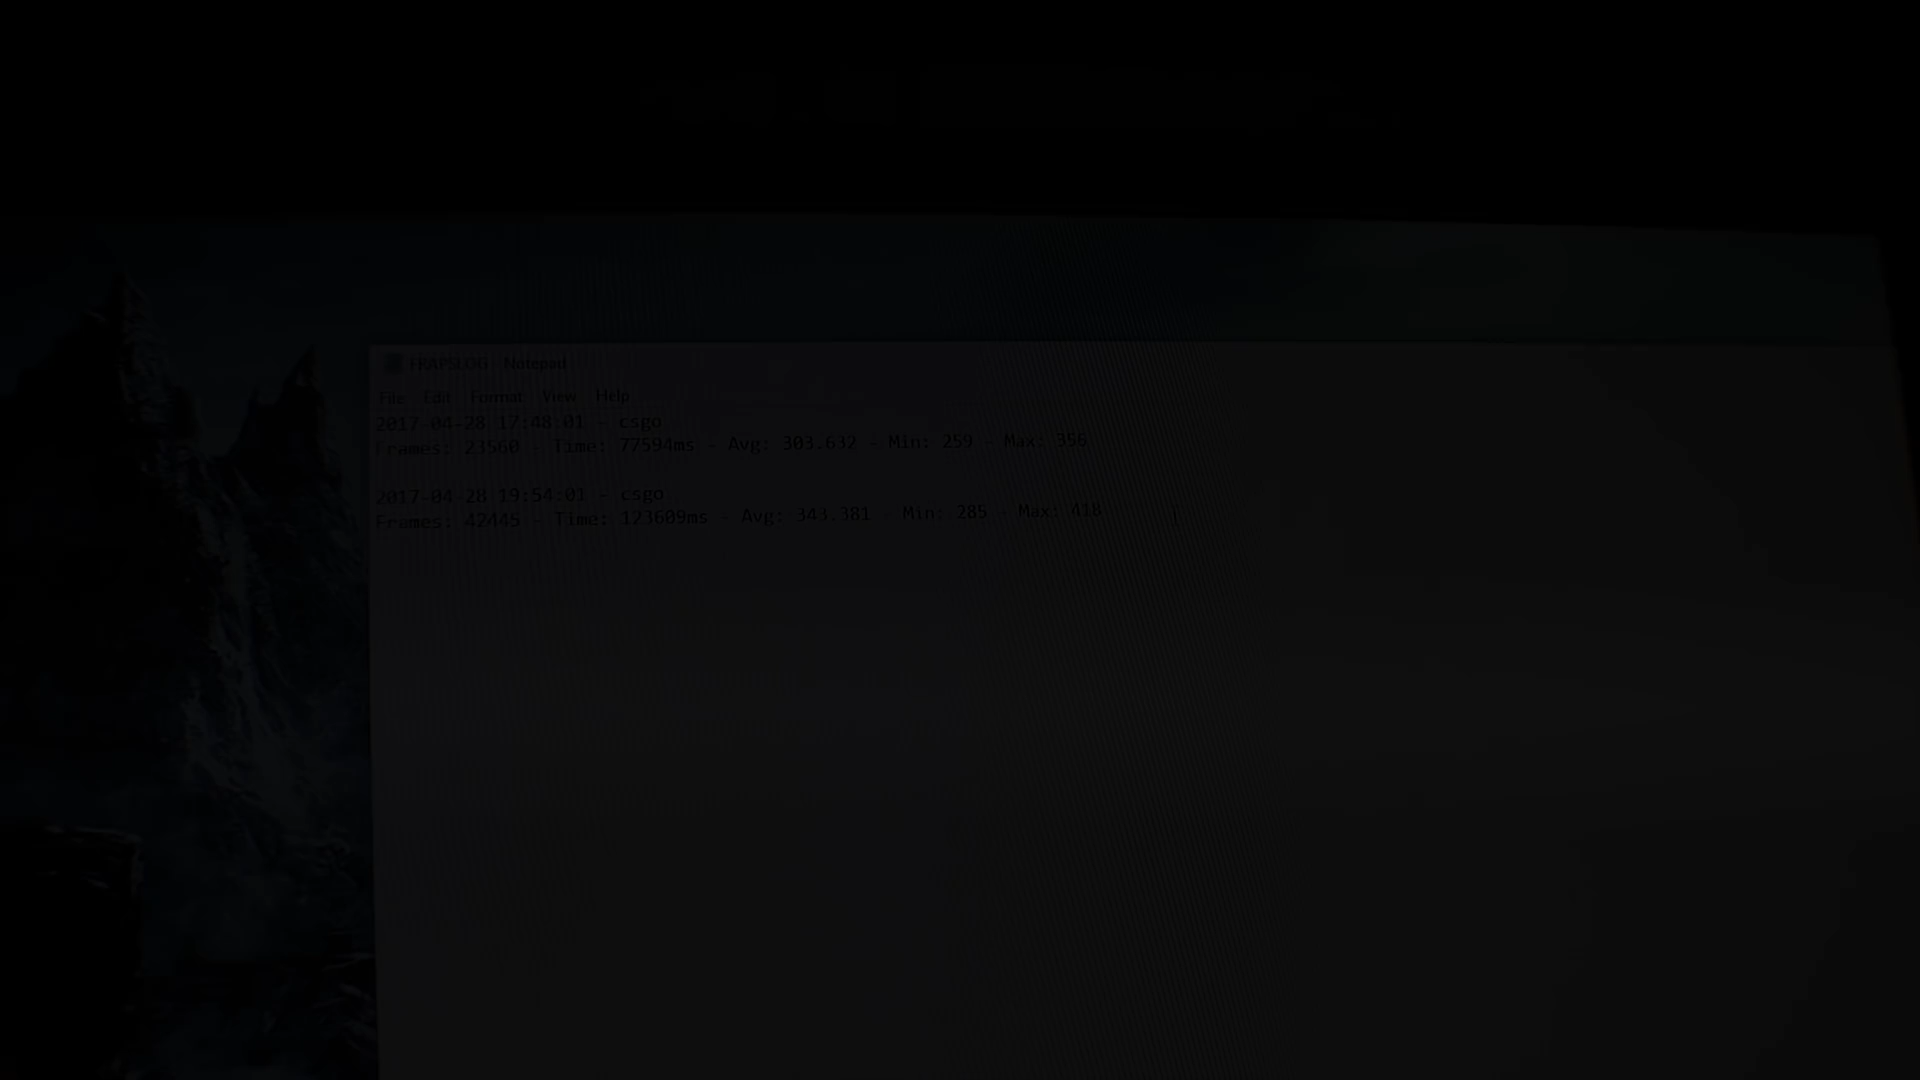 FRAPSLOG - Notepad
File Edit Format View Help
2017-04-28 17:48:01 - csgo
Frames: 23560 - Time: 77594ms - Avg: 303.632 - Min: 259 - Max: 356
2017-04-28 19:54:01 - csgo
Frames: 42445 - Time: 123609ms - Avg: 343.381 - Min: 285 - Max: 418